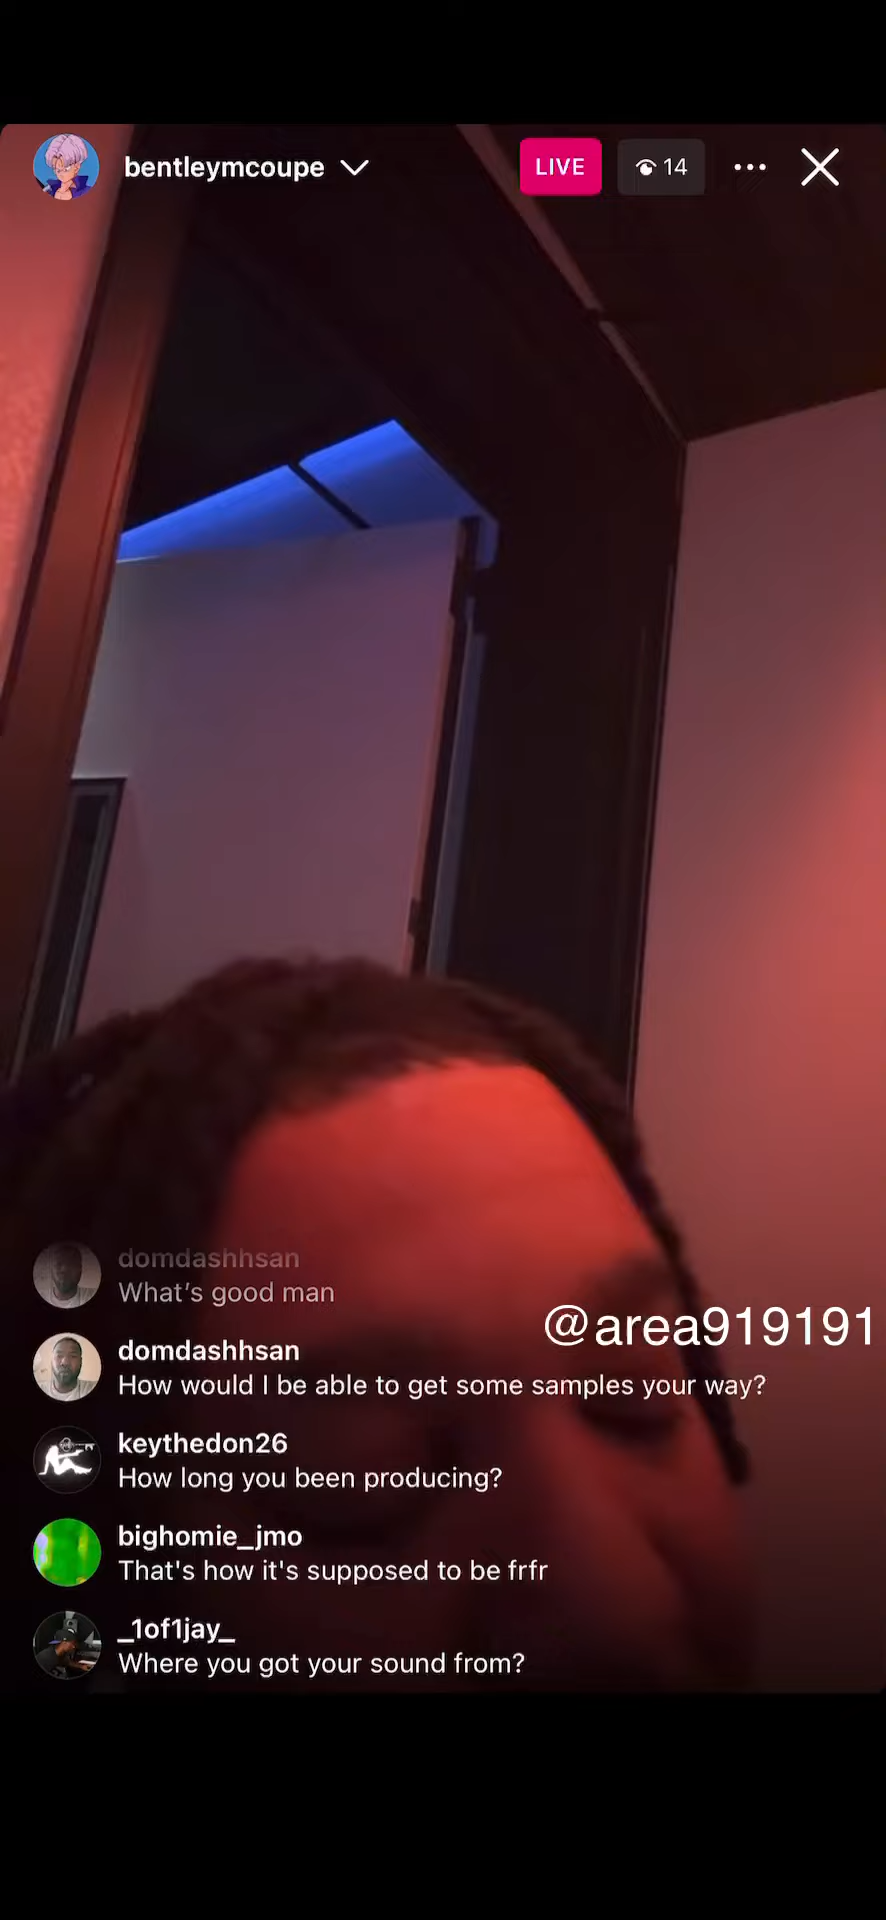 bentleymcoupe
LIVE
14
domdashhsan
What's good man
@area919191
domdashhsan
How would I be able to get some samples your way?
keythedon26
How long you been producing?
bighomie_jmo
That's how it's supposed to be frfr
_1of1jay_
Where you got your sound from?